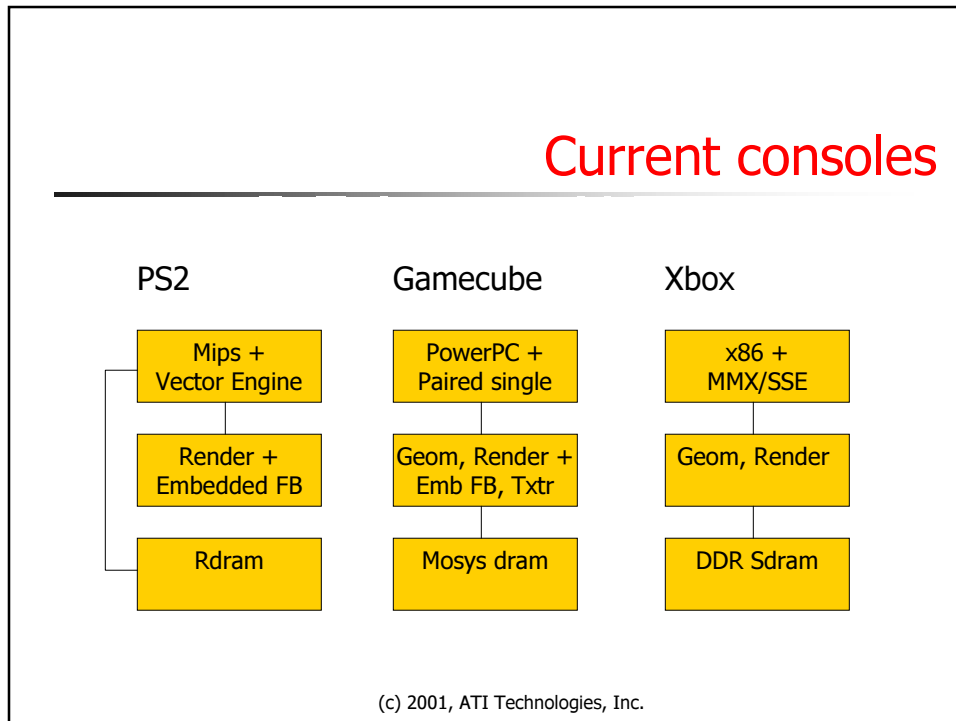 Current consoles
PS2
Mips +
Vector Engine
Render +
Embedded FB
Rdram
Gamecube
PowerPC +
Paired single
Geom, Render +
Emb FB, Txtr
Mosys dram
Xbox
x86 +
MMX/SSE
Geom, Render
DDR Sdram
(c) 2001, ATI Technologies, Inc.